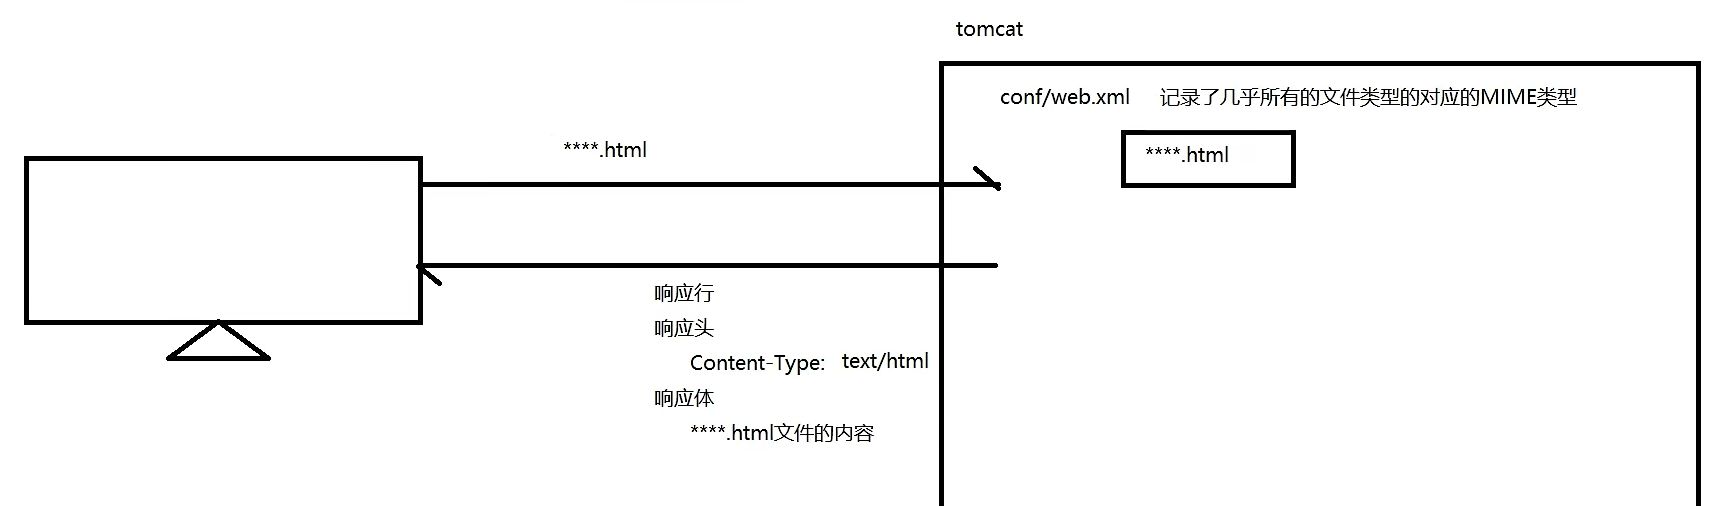 tomcat
conf/web.xml 记录了几乎所有的文件类型的对应的MIME类型
****.html
****.html
响应行
响应头
Content-Type: text/html
响应体
****.html文件的内容